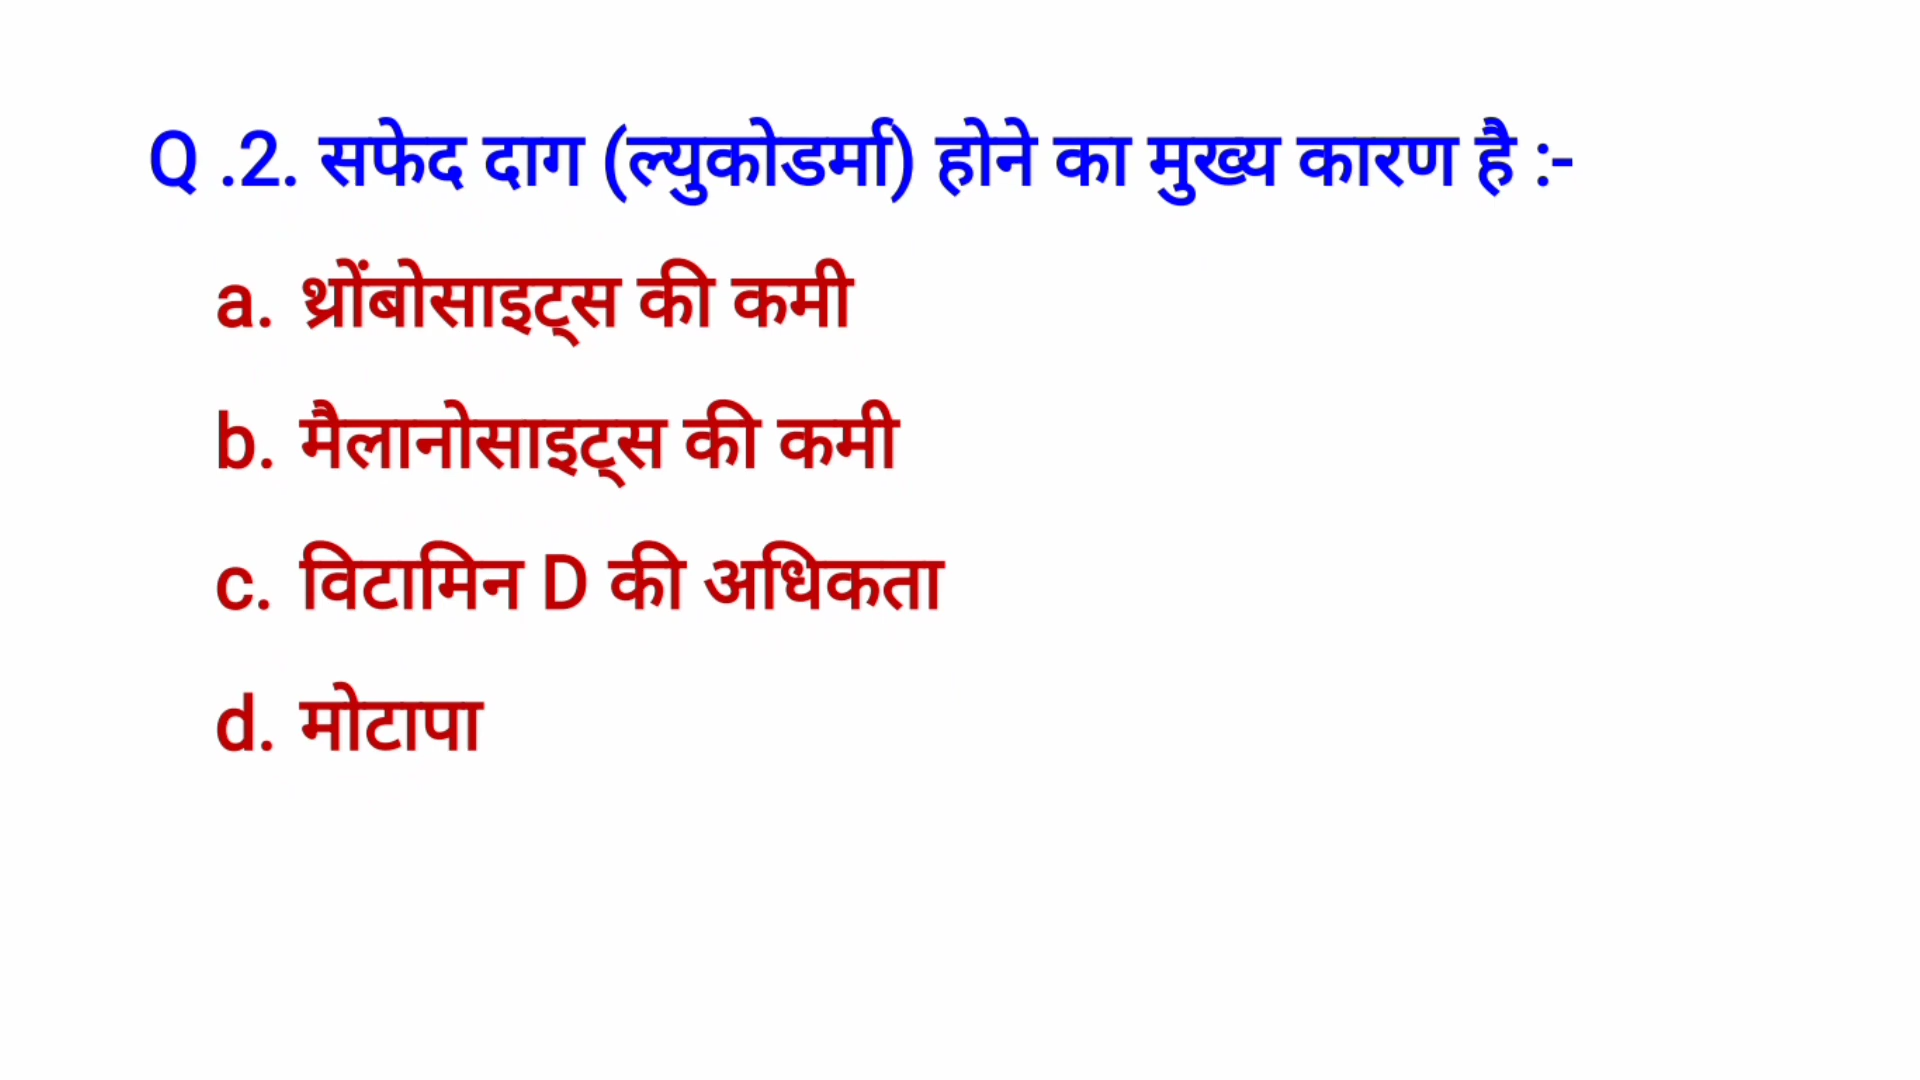 Q .2. सफेद दाग (ल्युकोडर्मा) होने का मुख्य कारण है :-
a. थ्रोंबोसाइट्स की कमी
b. मैलानोसाइट्स की कमी
c. विटामिन D की अधिकता
d. मोटापा